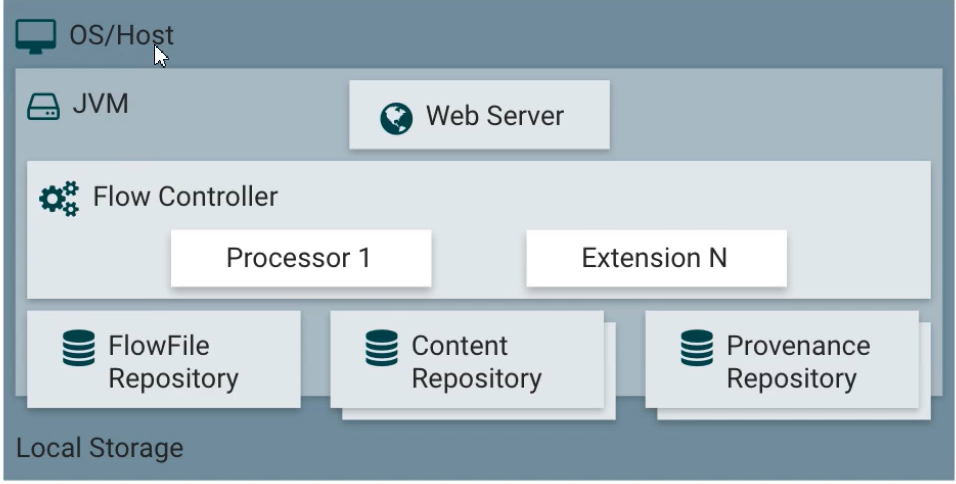 OS/Host
JVM
Web Server
Flow Controller
Processor 1
Extension N
FlowFile
Repository
Content
Repository
Provenance
Repository
Local Storage